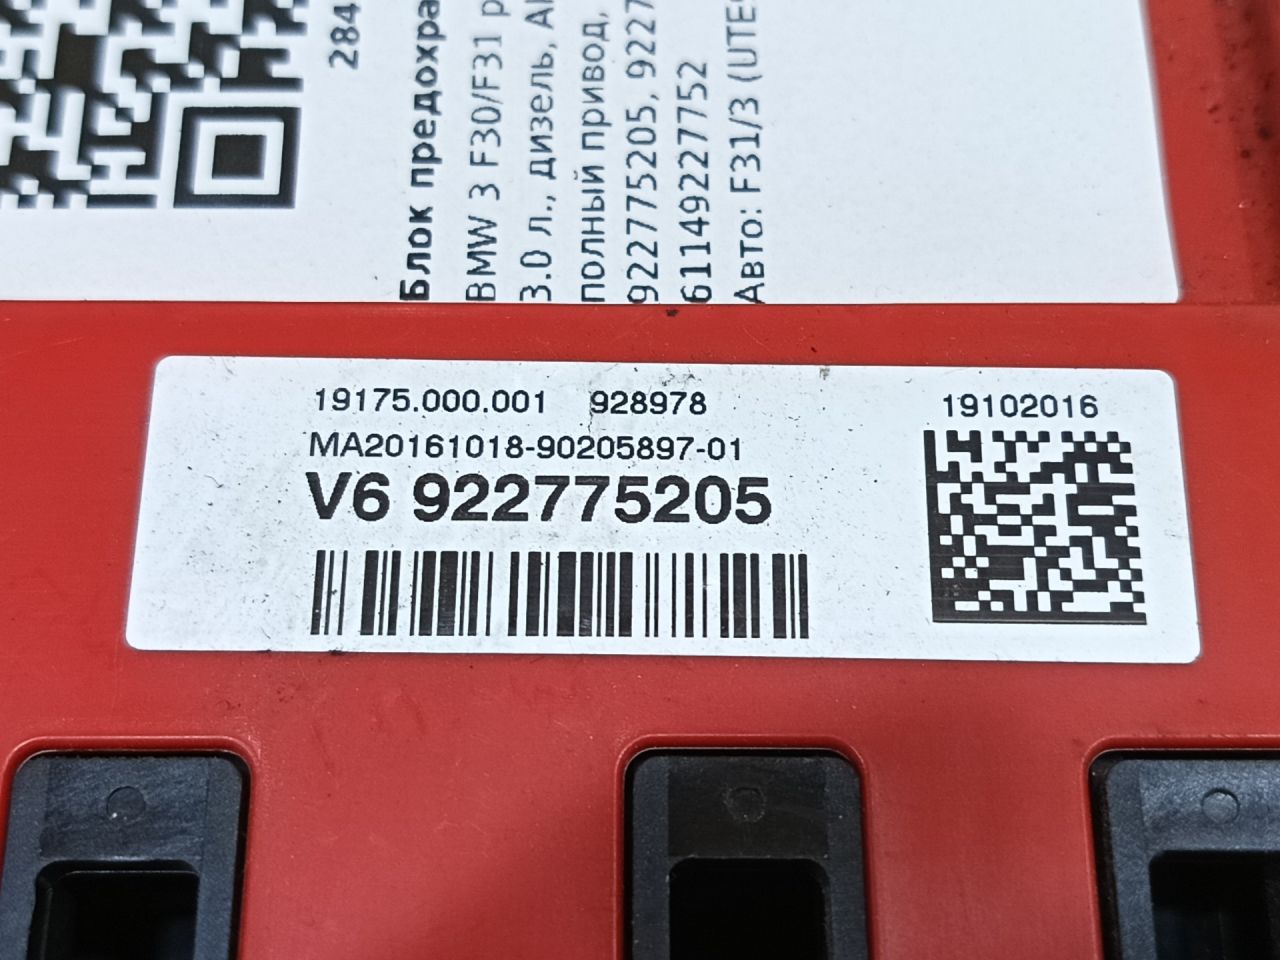 284
Блок предохра
BMW 3 F30/F31 р
3.0 л., дизель,
полный привод,
922775205, 9227
61149227752
Авто: F31/3 (UTE
19175.000.001 928978
19102016
MA20161018-90205897-01
V6 922775205